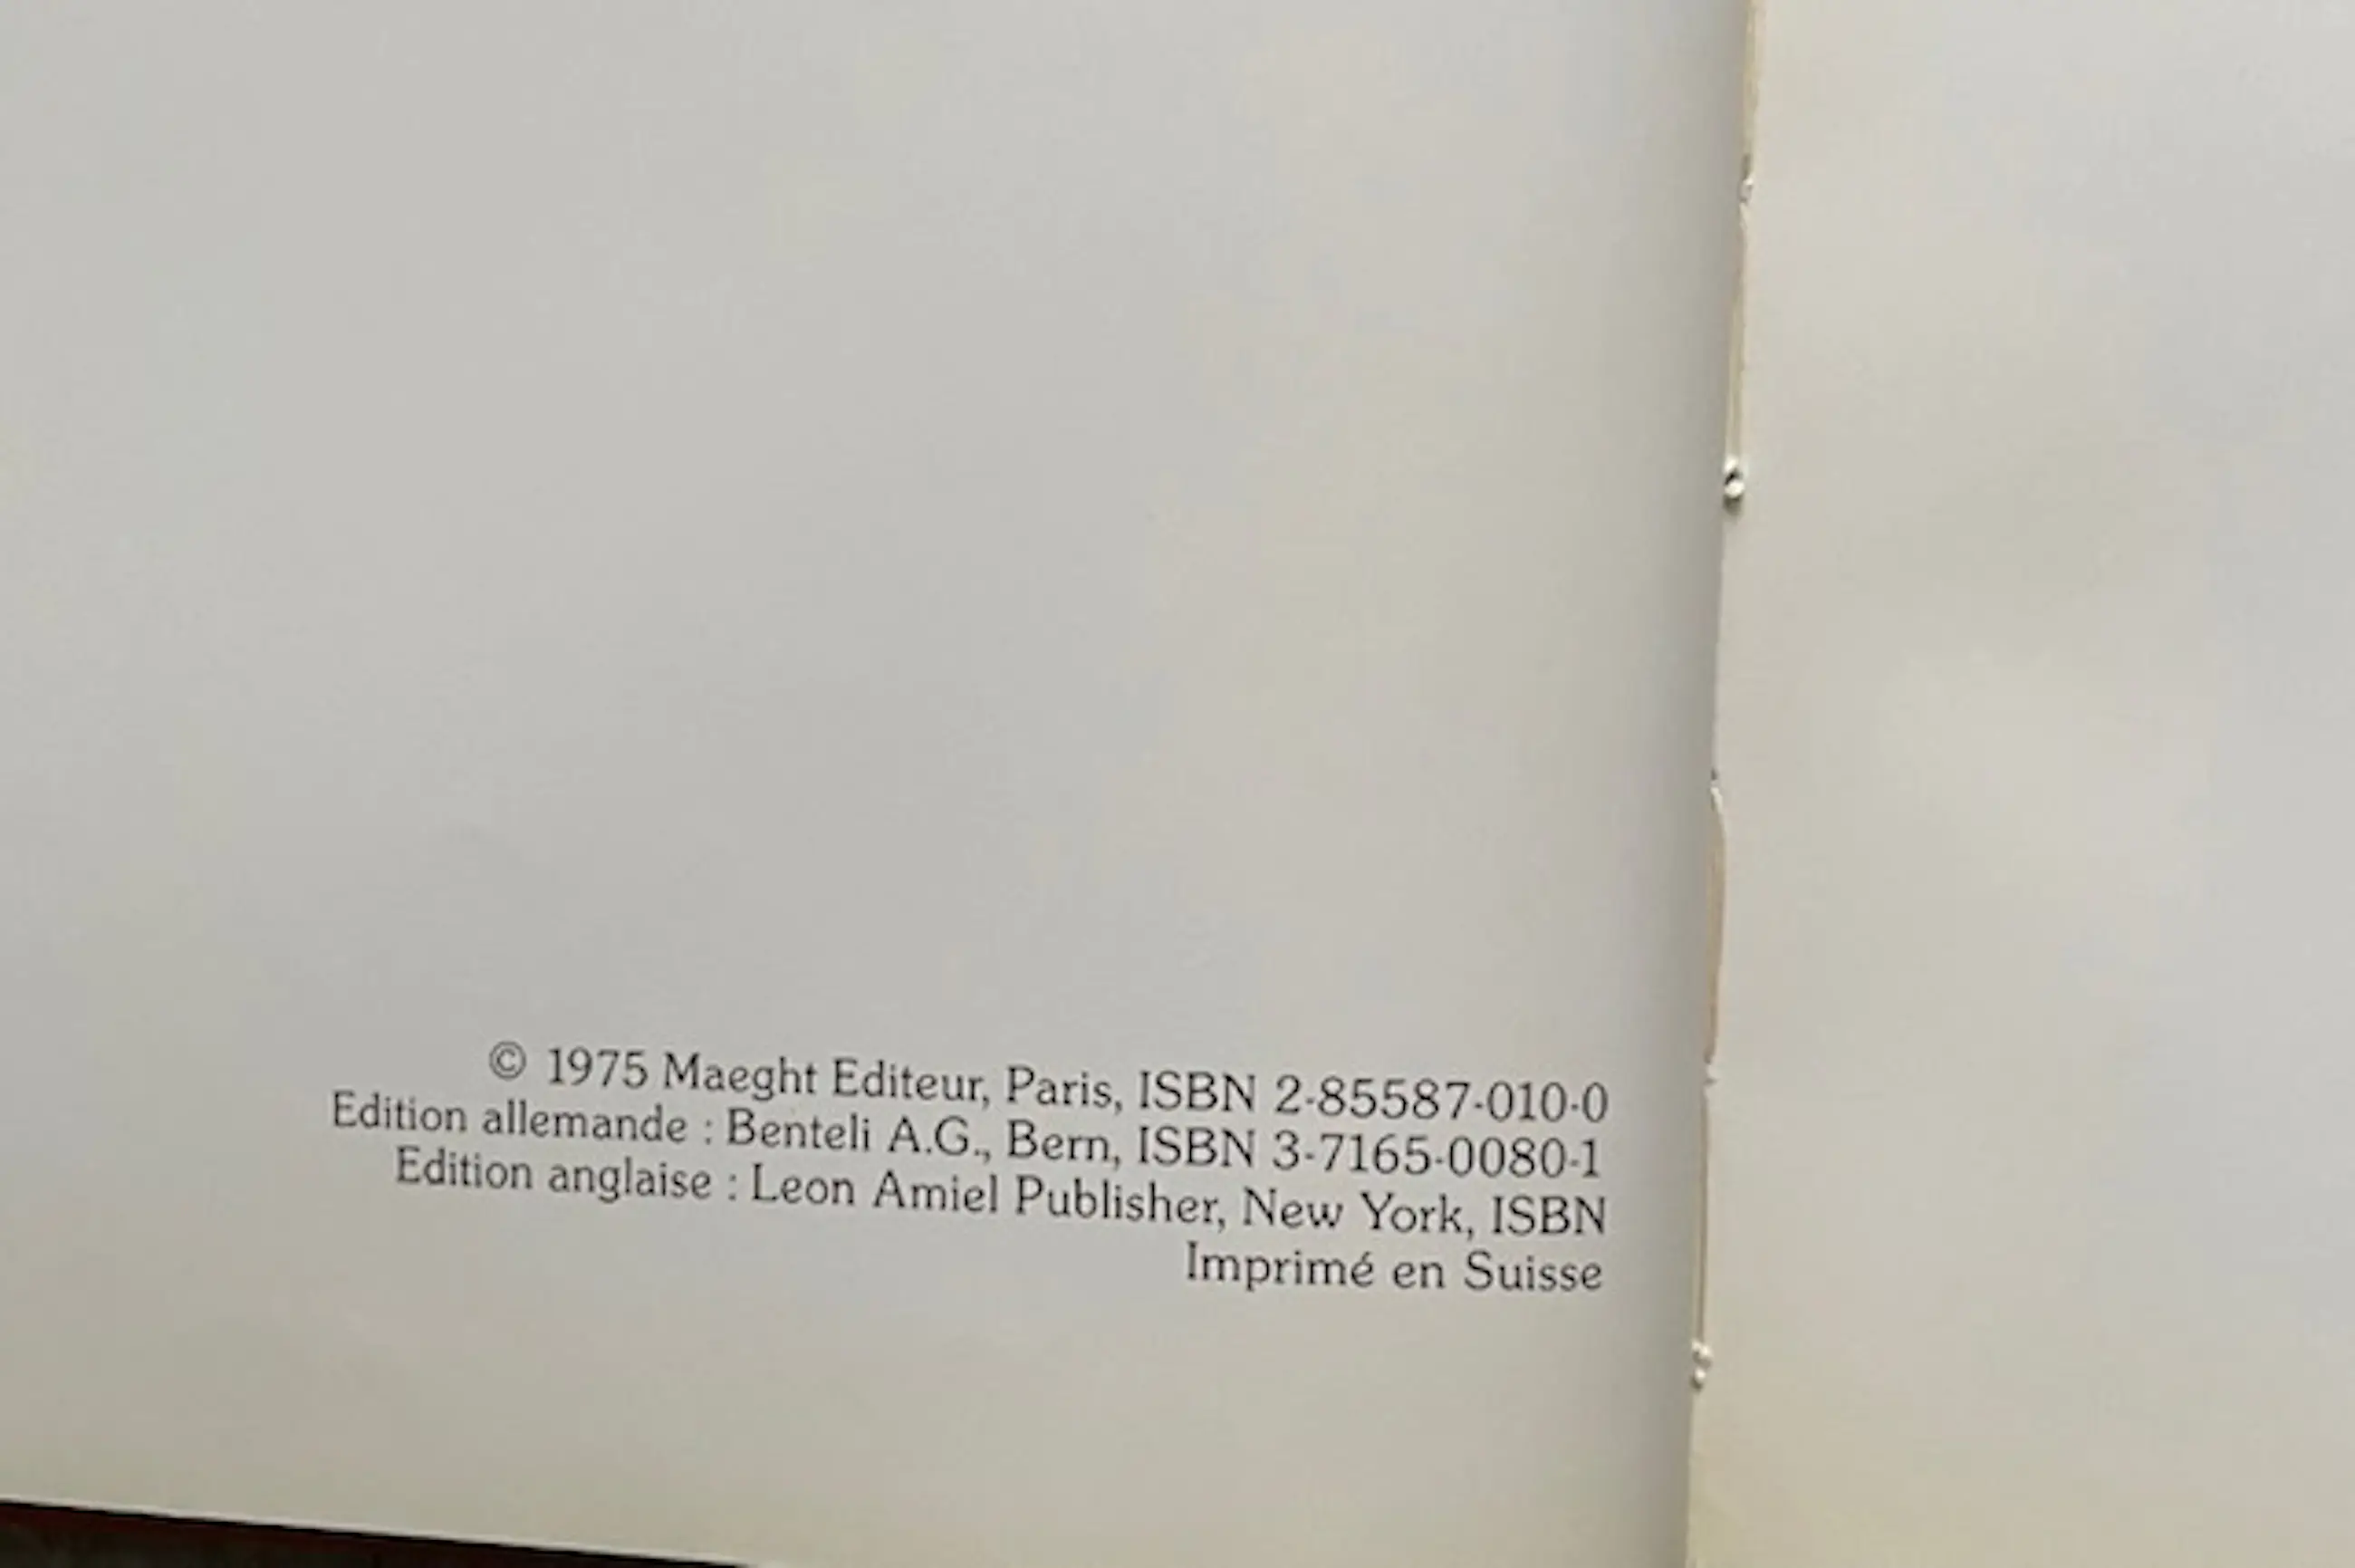 © 1975 Maeght Editeur, Paris, ISBN 2-85587-010-0
Edition allemande : Benteli A.G., Bern, ISBN 3-7165-0080-1
Edition anglaise : Leon Amiel Publisher, New York, ISBN
Imprimé en Suisse